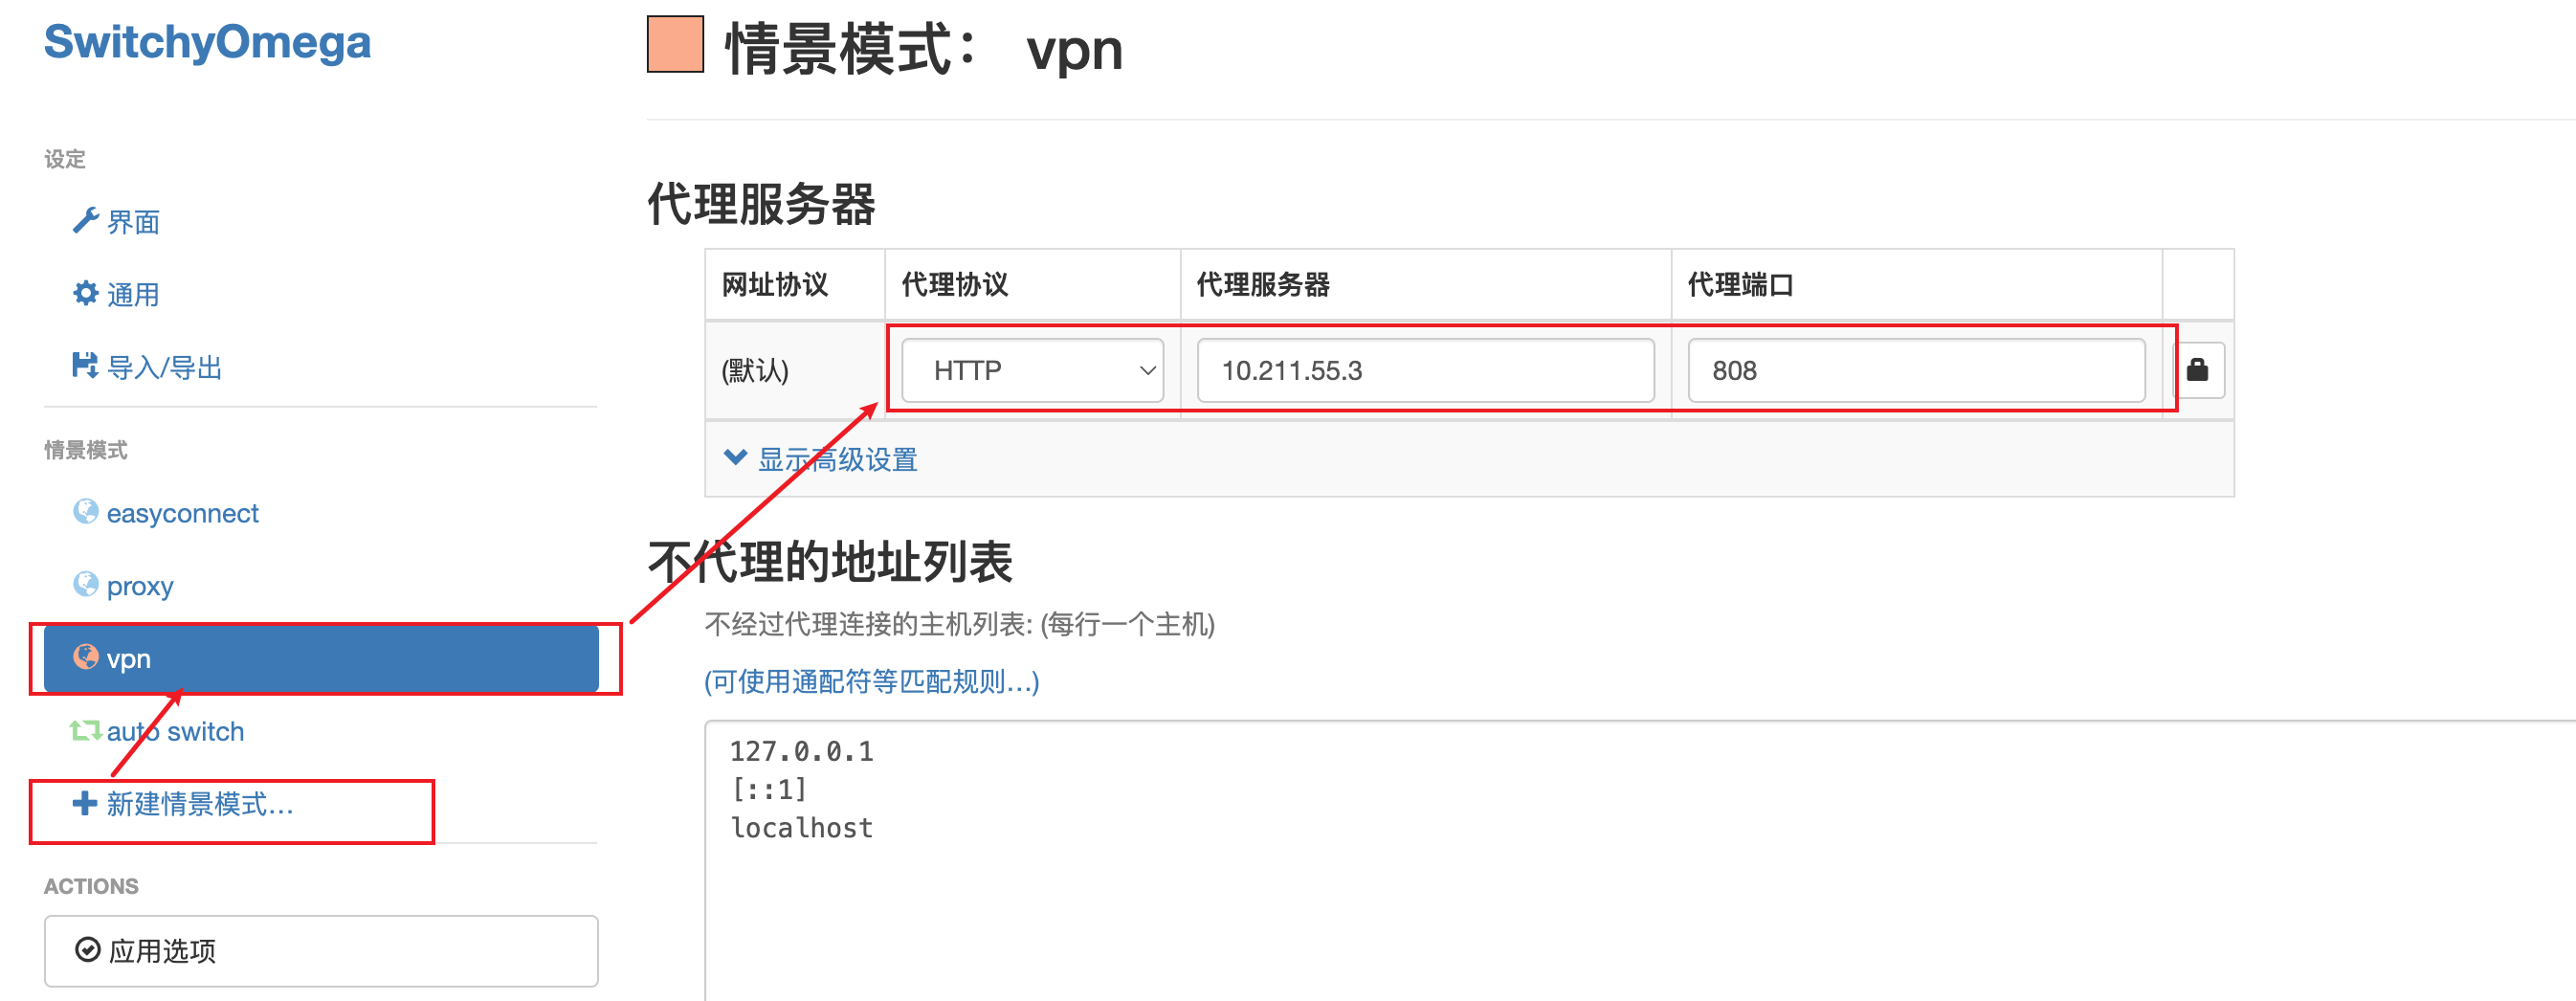 SwitchyOmega
设定
界面
通用
导入/导出
情景模式
easyconnect
proxy
vpn
auto switch
新建情景模式...
ACTIONS
应用选项
情景模式： vpn
代理服务器
网址协议 代理协议 代理服务器 代理端口
(默认) HTTP 10.211.55.3 808
显示高级设置
不代理的地址列表
不经过代理连接的主机列表: (每行一个主机)
(可使用通配符等匹配规则...)
127.0.0.1
[::1]
localhost